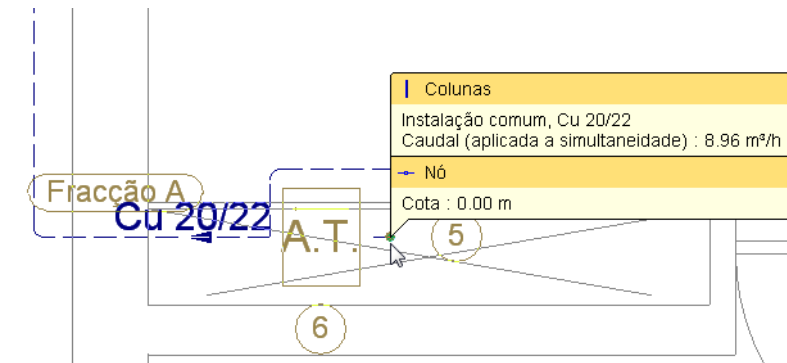 Colunas
Instalação comum, Cu 20/22
Caudal (aplicada a simultaneidade) : 8.96 m³/h
Nó
Cota : 0.00 m
Fracção A
Cu 20/22
A.T.
5
6